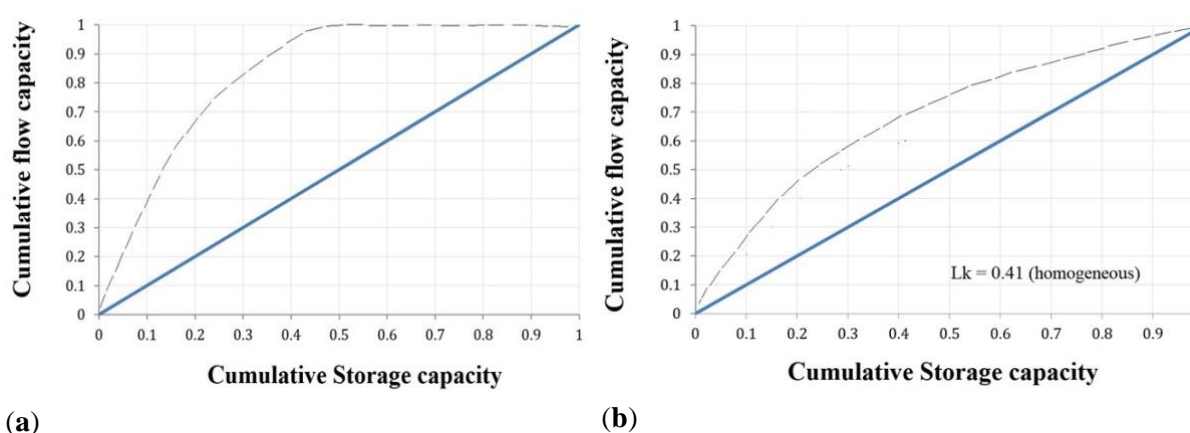 Cumulative flow capacity
1
0.9
0.8
0.7
0.6
0.5
0.4
0.3
0.2
0.1
0
0 0.1 0.2 0.3 0.4 0.5 0.6 0.7 0.8 0.9 1
Cumulative Storage capacity
(a)
Cumulative flow capacity
1
0.9
0.8
0.7
0.6
0.5
0.4
0.3
0.2
0.1
0
Lk = 0.41 (homogeneous)
0 0.1 0.2 0.3 0.4 0.5 0.6 0.7 0.8 0.9
Cumulative Storage capacity
(b)